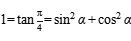 1=tan π/4 = sin² α + cos² α